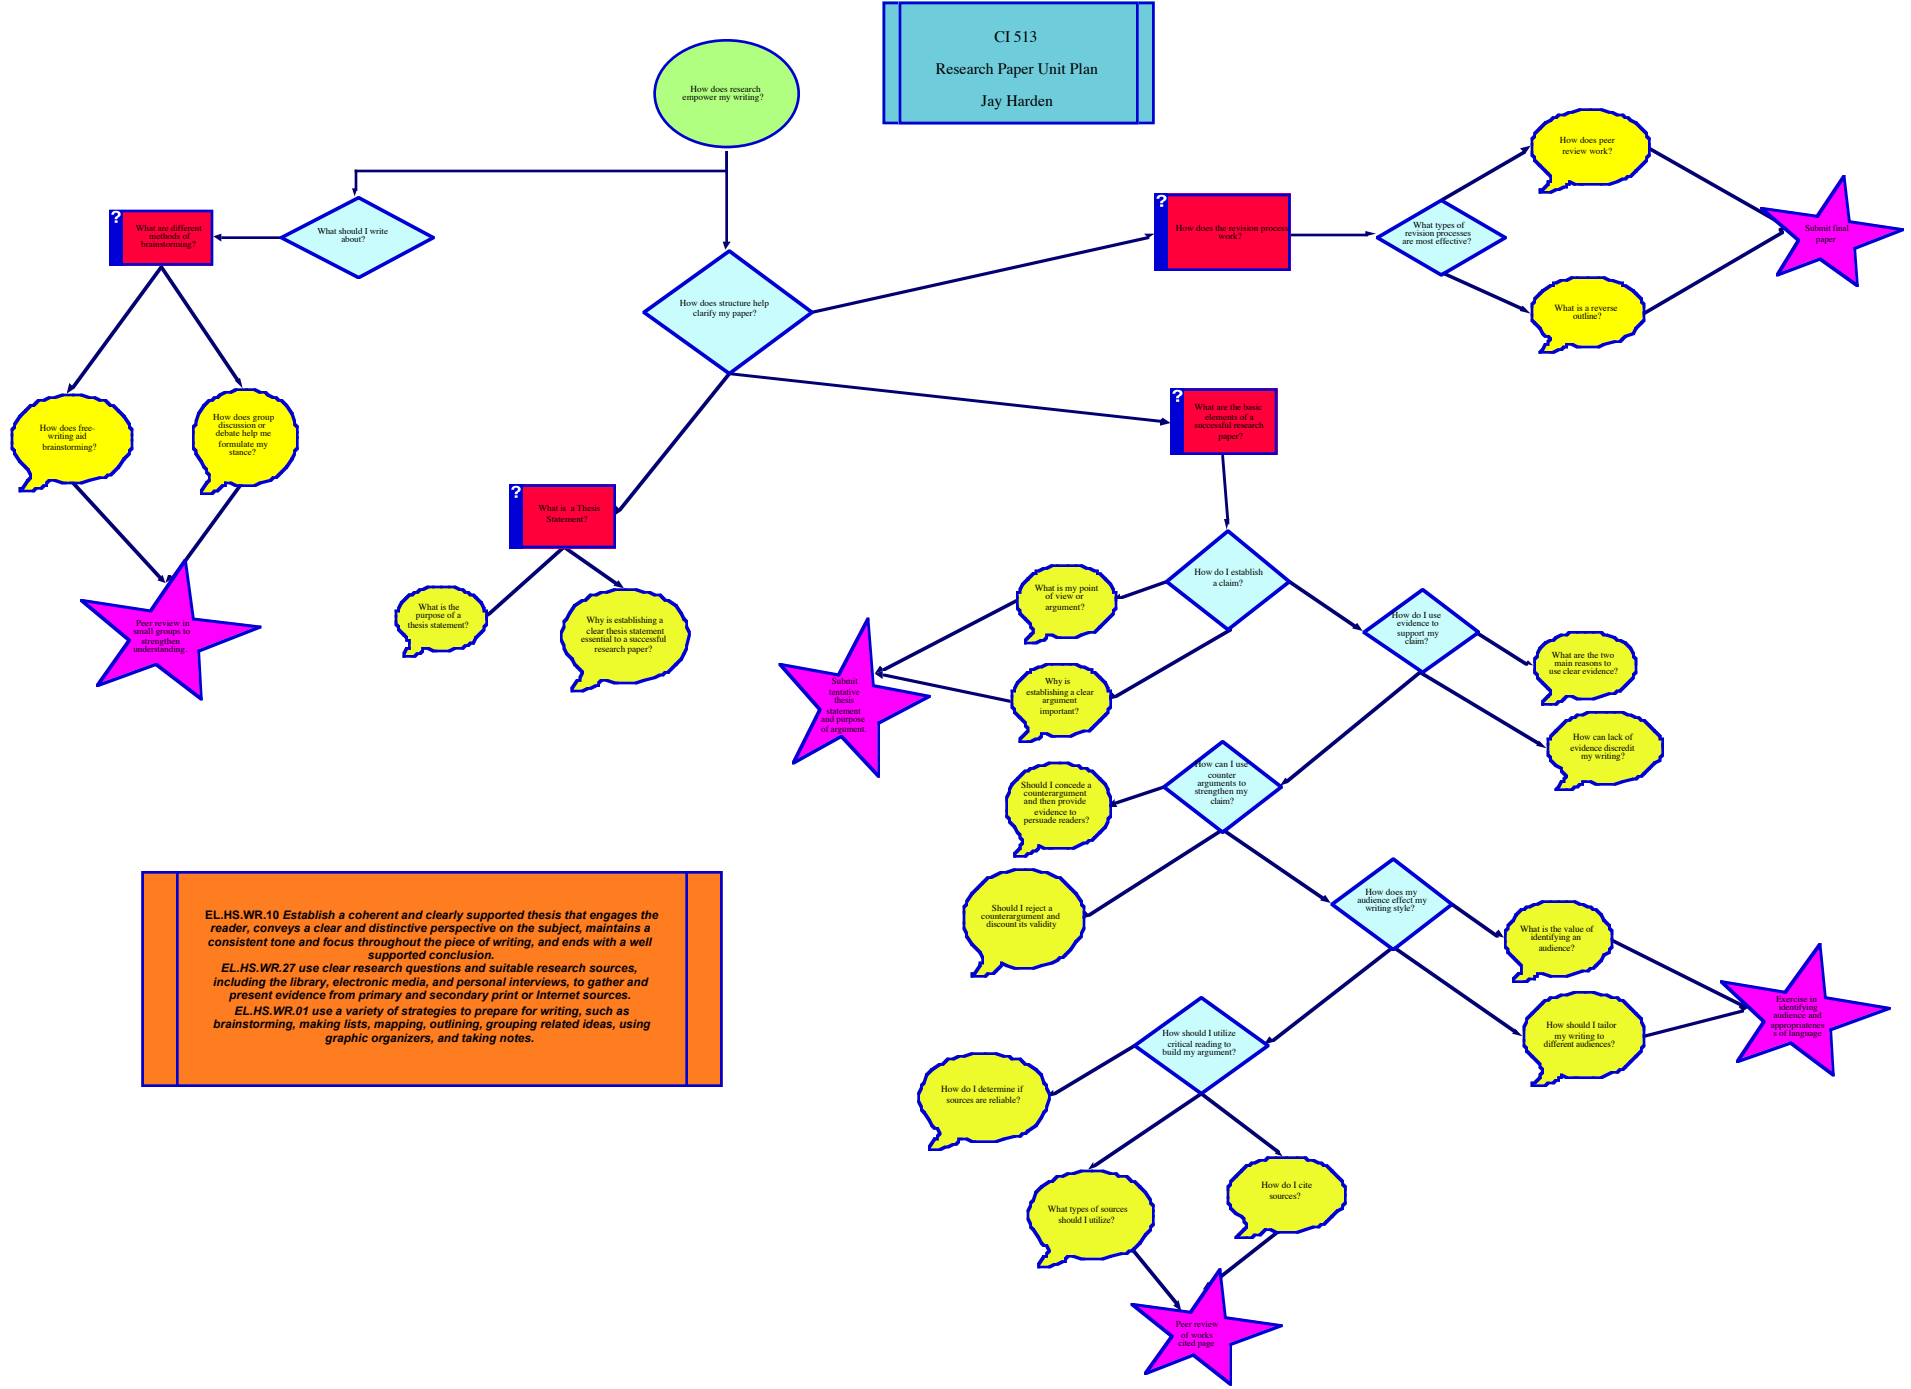 CI 513
Research Paper Unit Plan
Jay Harden
How does research
empower my writing?
What should I write
about?
?
What are different
methods of
brainstorming?
How does free-
writing aid
brainstorming?
How does group
discussion or
debate help me
formulate my
stance?
Peer review in
small groups to
strengthen
understanding.
How does structure help
clarify my paper?
?
How does the revision process
work?
What types of
revision processes
are most effective?
How does peer
review work?
What is a reverse
outline?
Submit final
paper
?
What is a Thesis
Statement?
What is the
purpose of a
thesis statement?
Why is establishing a
clear thesis statement
essential to a successful
research paper?
?
What are the basic
elements of a
successful research
paper?
How do I establish
a claim?
What is my point
of view or
argument?
Why is
establishing a clear
argument
important?
Submit
tentative
thesis
statement
and purpose
of argument
How do I use
evidence to
support my
claim?
What are the two
main reasons to
use clear evidence?
How can lack of
evidence discredit
my writing?
How can I use
counter
arguments to
strengthen my
claim?
Should I concede a
counterargument
and then provide
evidence to
persuade readers?
Should I reject a
counterargument and
discount its validity
How does my
audience effect my
writing style?
What is the value of
identifying an
audience?
How should I tailor
my writing to
different audiences?
Exercise in
identifying
audience and
appropriatenes
s of language
How should I utilize
critical reading to
build my argument?
How do I determine if
sources are reliable?
What types of sources
should I utilize?
How do I cite
sources?
Peer review
of works
cited page
EL.HS.WR.10 Establish a coherent and clearly supported thesis that engages the
reader, conveys a clear and distinctive perspective on the subject, maintains a
consistent tone and focus throughout the piece of writing, and ends with a well
supported conclusion.
EL.HS.WR.27 use clear research questions and suitable research sources,
including the library, electronic media, and personal interviews, to gather and
present evidence from primary and secondary print or Internet sources.
EL.HS.WR.01 use a variety of strategies to prepare for writing, such as
brainstorming, making lists, mapping, outlining, grouping related ideas, using
graphic organizers, and taking notes.